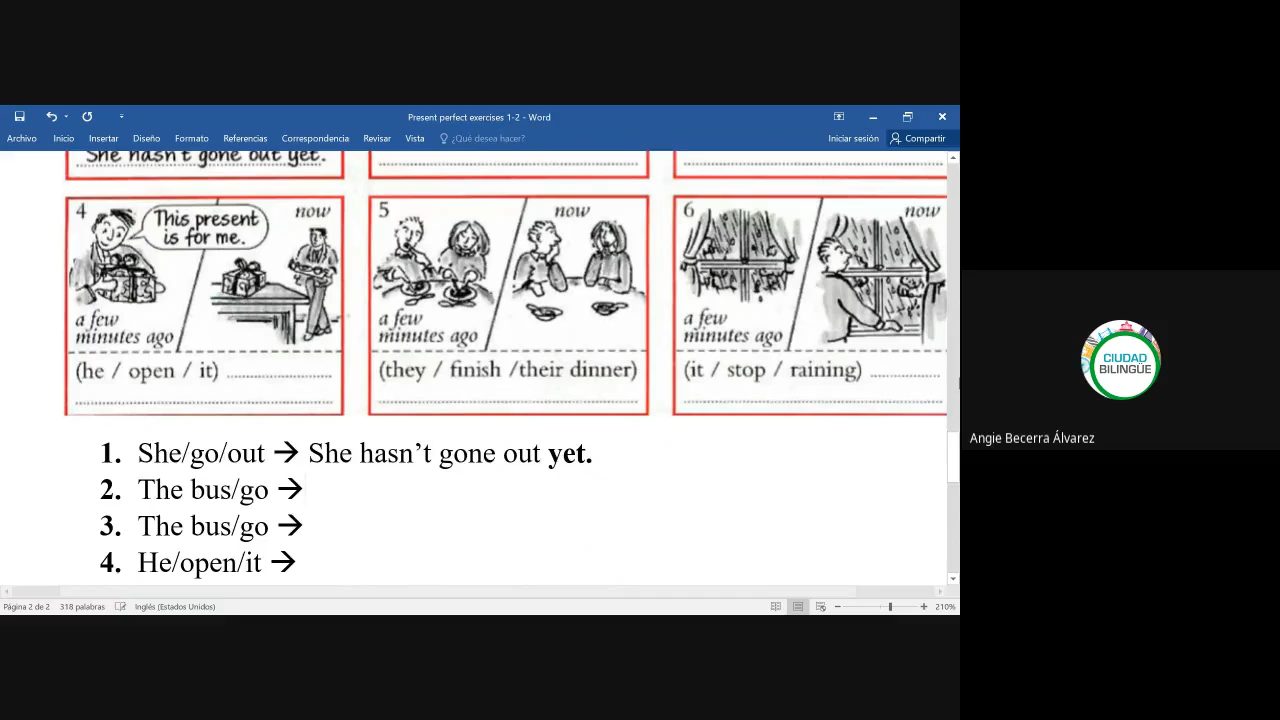 Present perfect exercises 1-2 - Word
Archivo Inicio Insertar Diseño Formato Referencias Correspondencia Revisar Vista ¿Qué desea hacer? Iniciar sesión Compartir
She hasn't gone out yet.
4 This present is for me. now
a few minutes ago
(he / open / it)
5 now
a few minutes ago
(they / finish /their dinner)
6 now
a few minutes ago
(it / stop / raining)
1. She/go/out → She hasn't gone out yet.
2. The bus/go →
3. The bus/go →
4. He/open/it →
Página 2 de 2 318 palabras Inglés (Estados Unidos) 210%
CIUDAD
BILINGÜE
Angie Becerra Álvarez